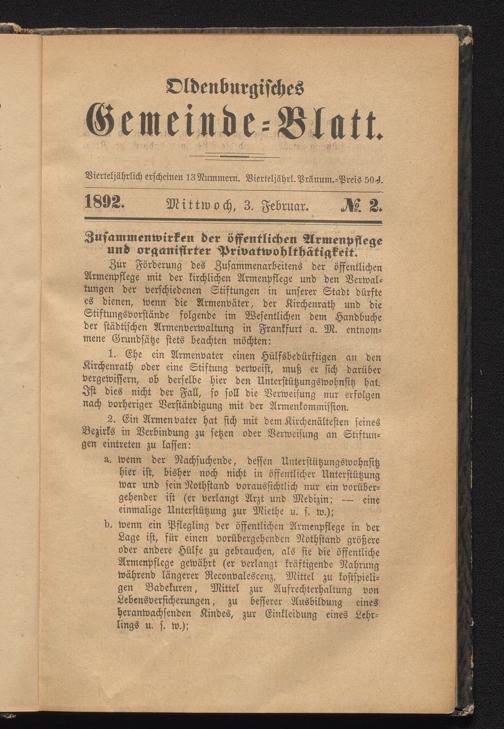 Oldenburgisches
Gemeinde=Blatt.
Vierteljährlich erscheinen 13 Nummern. Vierteljährl. Pränum.=Preis 50 ₰.
1892. Mittwoch, 3. Februar. № 2.
Zusammenwirken der öffentlichen Armenpflege
und organisirter Privatwohlthätigkeit.
Zur Förderung des Zusammenarbeitens der öffentlichen
Armenpflege mit der kirchlichen Armenpflege und den Verwal=
tungen der verschiedenen Stiftungen in unserer Stadt dürfte
es dienen, wenn die Armenväter, der Kirchenrath und die
Stiftungsvorstände folgende im Wesentlichen dem Handbuche
der städtischen Armenverwaltung in Frankfurt a. M. entnom=
mene Grundsätze stets beachten möchten:
1. Ehe ein Armenvater einen Hülfsbedürftigen an den
Kirchenrath oder eine Stiftung verweist, muß er sich darüber
vergewissern, ob derselbe hier den Unterstützungswohnsitz hat.
Ist dies nicht der Fall, so soll die Verweisung nur erfolgen
nach vorheriger Verständigung mit der Armenkommission.
2. Ein Armenvater hat sich mit dem Kirchenältesten seines
Bezirks in Verbindung zu setzen oder Verweisung an Stiftun=
gen eintreten zu lassen:
a. wenn der Nachsuchende, dessen Unterstützungswohnsitz
hier ist, bisher noch nicht in öffentlicher Unterstützung
war und sein Nothstand voraussichtlich nur ein vorüber=
gehender ist (er verlangt Arzt und Medizin; — eine
einmalige Unterstützung zur Miethe u. s. w.);
b. wenn ein Pflegling der öffentlichen Armenpflege in der
Lage ist, für einen vorübergehenden Nothstand größere
oder andere Hülfe zu gebrauchen, als sie die öffentliche
Armenpflege gewährt (er verlangt kräftigende Nahrung
während längerer Reconvalescenz, Mittel zu kostspieli=
gen Badekuren, Mittel zur Aufrechterhaltung von
Lebensversicherungen, zu besserer Ausbildung eines
heranwachsenden Kindes, zur Einkleidung eines Lehr=
lings u. s. w.);